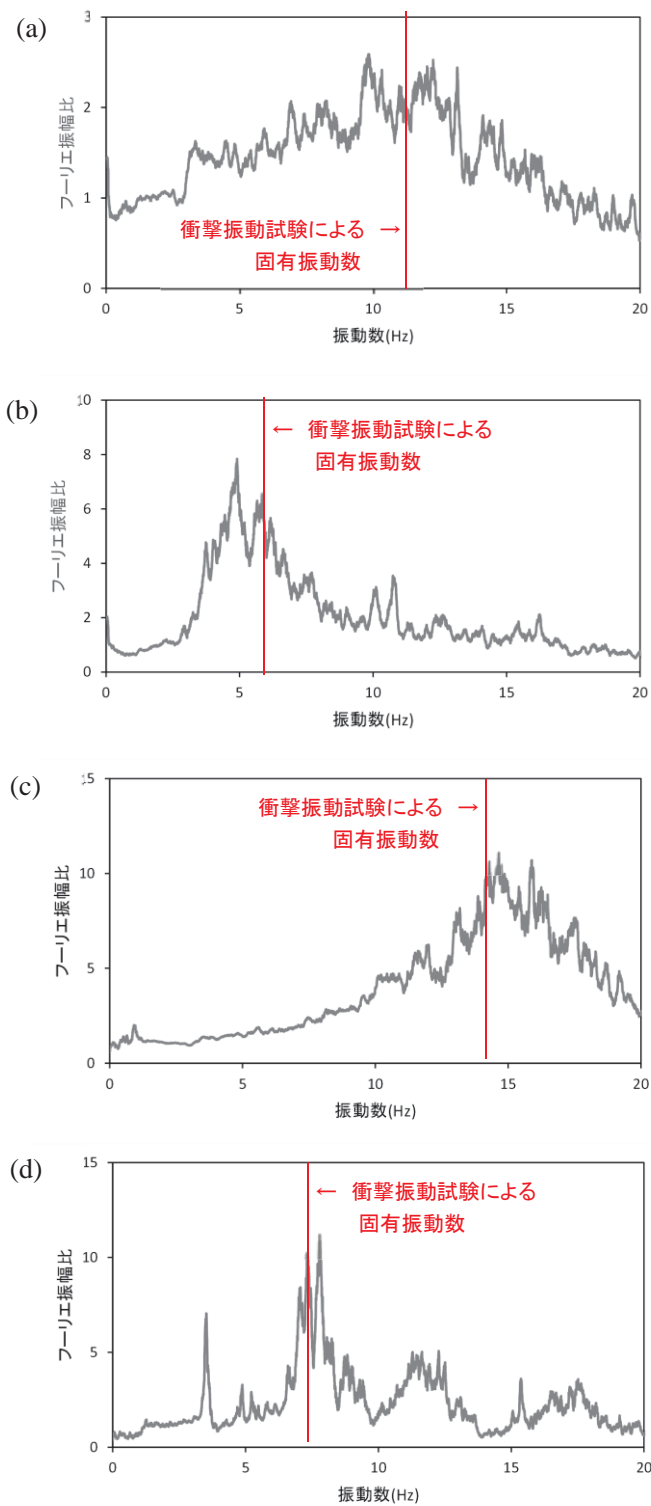 (a)
3
2
1
0
フーリエ振幅比
衝撃振動試験による →
固有振動数
0 5 10 15 20
振動数(Hz)
(b)
10
8
6
4
2
0
フーリエ振幅比
← 衝撃振動試験による
固有振動数
0 5 10 15 20
振動数(Hz)
(c)
15
10
5
0
フーリエ振幅比
衝撃振動試験による →
固有振動数
0 5 10 15 20
振動数(Hz)
(d)
15
10
5
0
フーリエ振幅比
← 衝撃振動試験による
固有振動数
0 5 10 15 20
振動数(Hz)